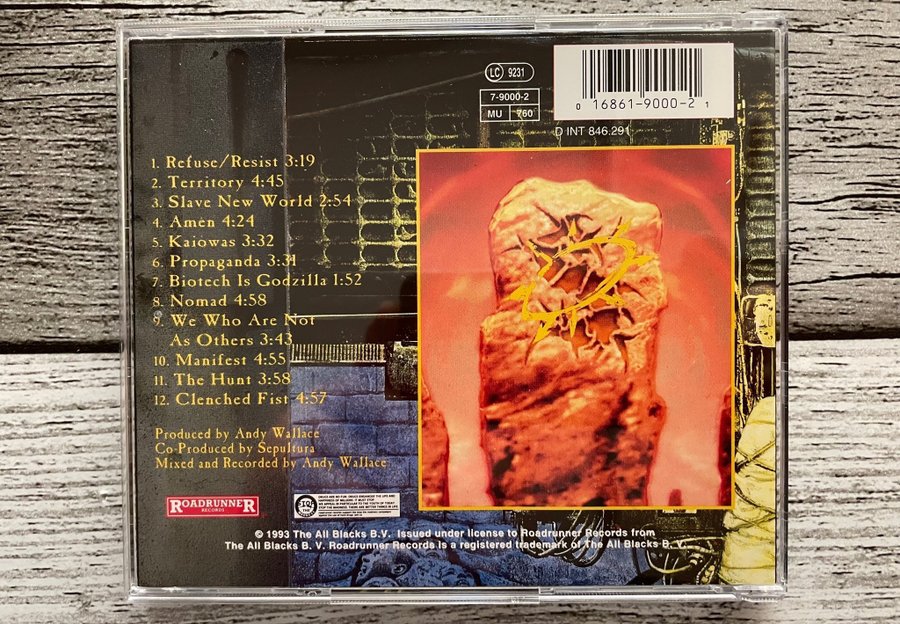 LC 9231
7-9000-2
MU 760
0 16861-9000-2 1
D INT 846.291
1. Refuse/Resist 3:19
2. Territory 4:45
3. Slave New World 2:54
4. Amen 4:24
5. Kaiowas 3:32
6. Propaganda 3:31
7. Biotech Is Godzilla 1:52
8. Nomad 4:58
9. We Who Are Not
As Others 3:43
10. Manifest 4:55
11. The Hunt 3:58
12. Clenched Fist 4:57
Produced by Andy Wallace
Co-Produced by Sepultura
Mixed and Recorded by Andy Wallace
ROADRUNNER
RECORDS
STOP
© 1993 The All Blacks B.V. Issued under license to Roadrunner Records from
The All Blacks B. V. Roadrunner Records is a registered trademark of The All Blacks B. V.